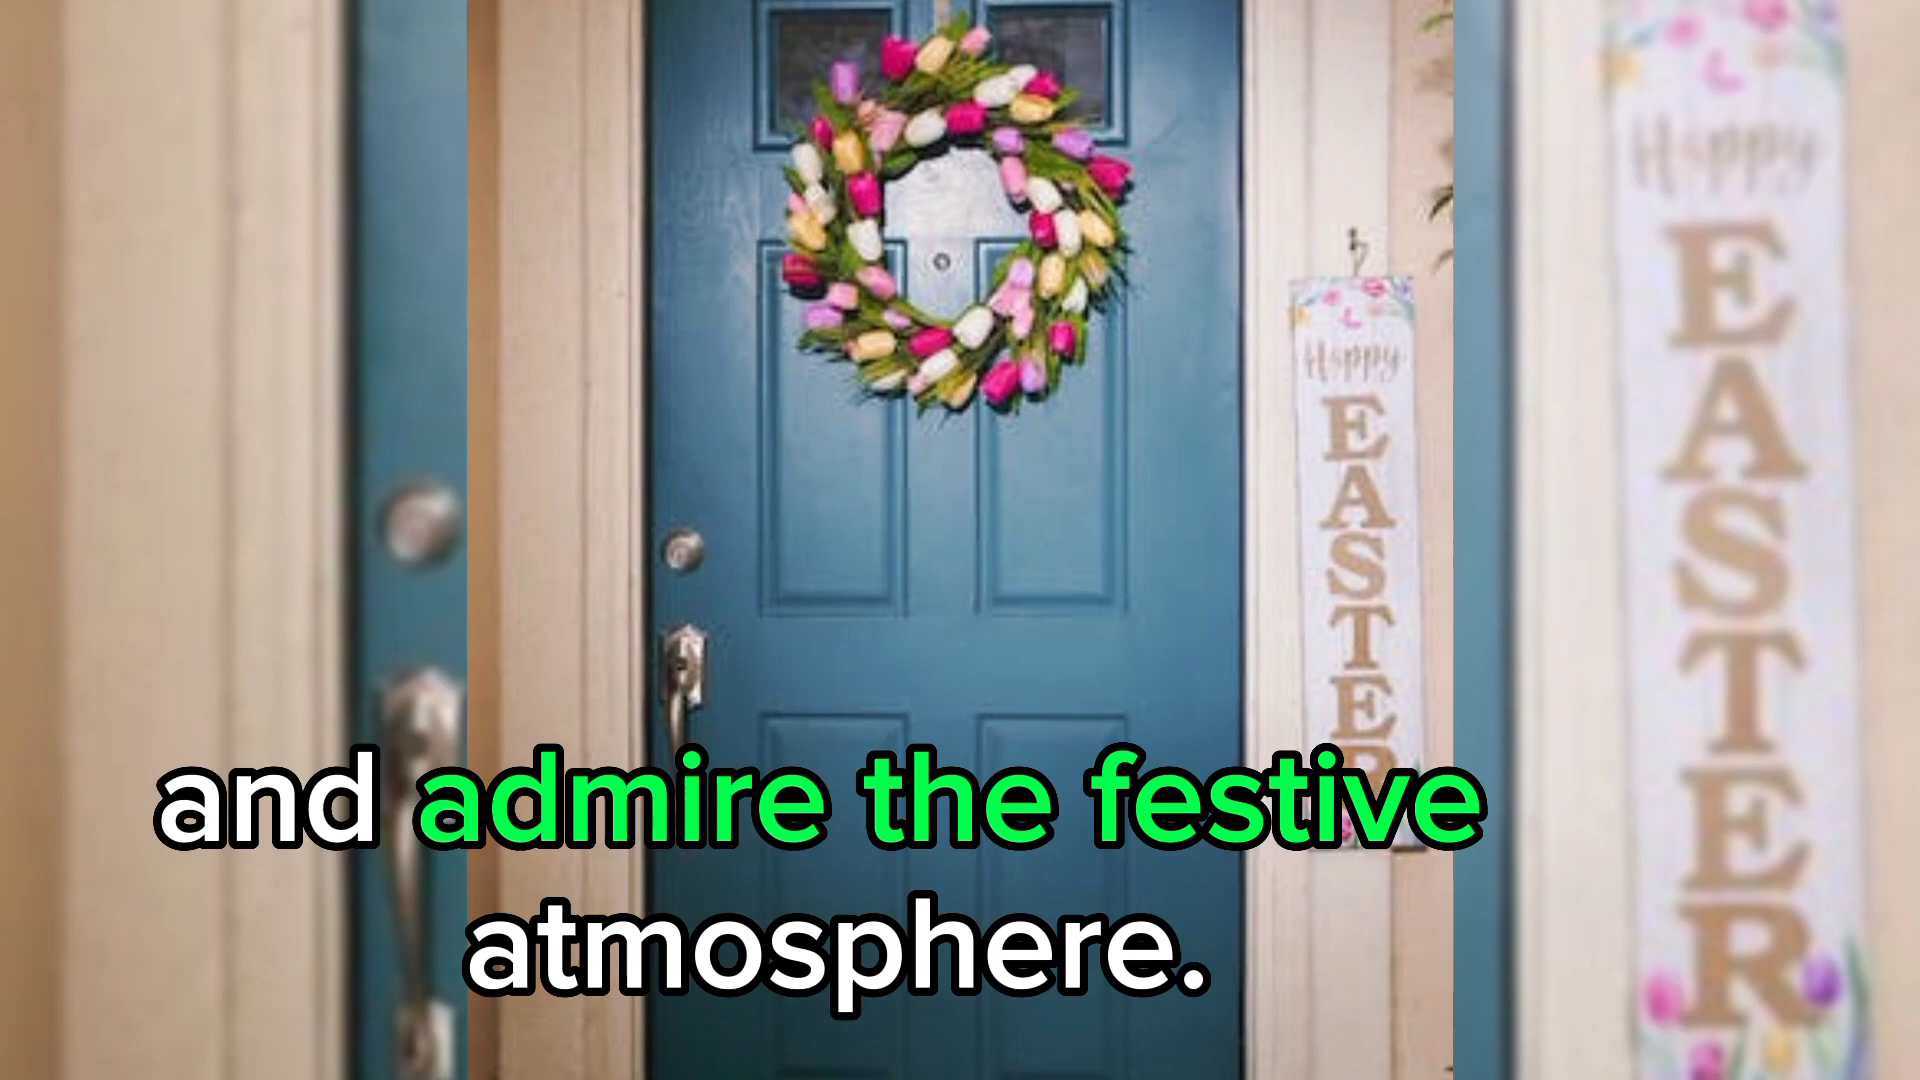 Happy
EASTER
Happy
EASTER
and admire the festive
atmosphere.